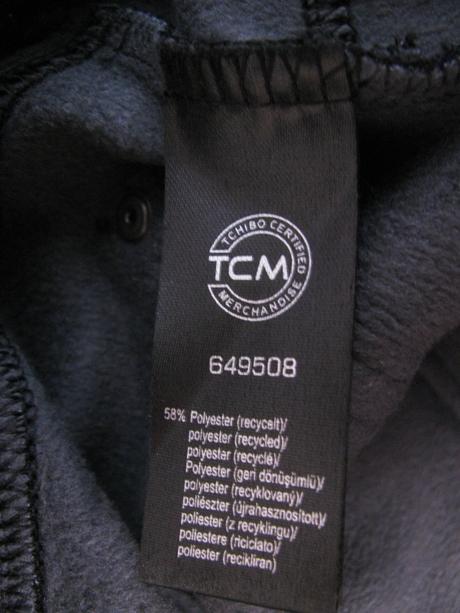 TCHIBO CERTIFIED
TCM
MERCHANDISE
649508
58% Polyester (recycelt)/
polyester (recycled)/
polyester (recyclé)/
Polyester (geri dönüşümlü)/
polyester (recyklovaný)/
poliészter (újrahasznosított)/
poliester (z recyklingu)/
poliestere (riciclato)/
poliester (recikliran)